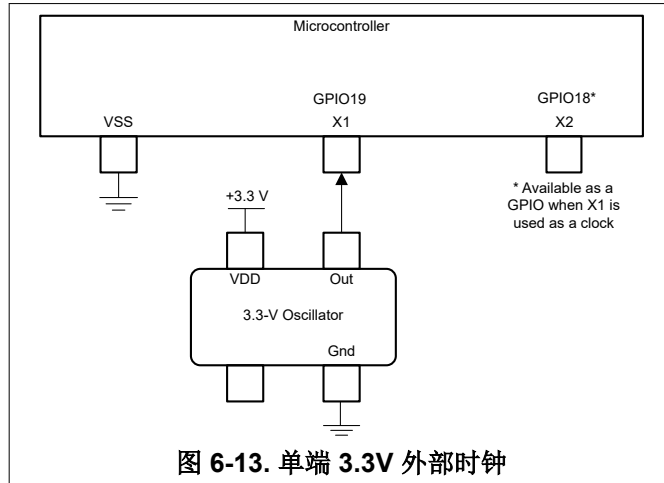 Microcontroller
GPIO19
GPIO18*
VSS
X1
X2
+3.3 V
* Available as a
GPIO when X1 is
used as a clock
VDD
Out
3.3-V Oscillator
Gnd
图 6-13. 单端 3.3V 外部时钟